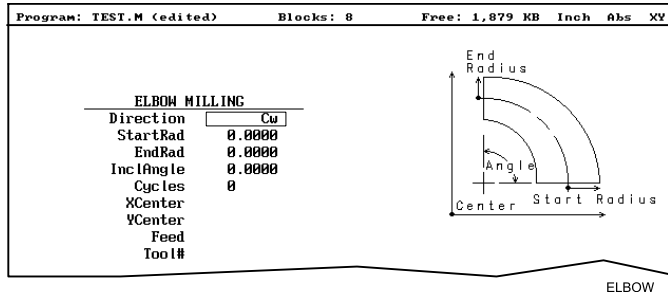 Program: TEST.M (edited) Blocks: 8 Free: 1,879 KB Inch Abs XY
ELBOW MILLING
Direction Cw
StartRad 0.0000
EndRad 0.0000
InclAngle 0.0000
Cycles 0
XCenter
YCenter
Feed
Tool#
End
Radius
Angle
Start Radius
Center
ELBOW